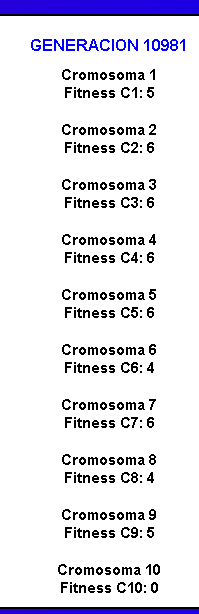 GENERACION 10981
Cromosoma 1
Fitness C1: 5
Cromosoma 2
Fitness C2: 6
Cromosoma 3
Fitness C3: 6
Cromosoma 4
Fitness C4: 6
Cromosoma 5
Fitness C5: 6
Cromosoma 6
Fitness C6: 4
Cromosoma 7
Fitness C7: 6
Cromosoma 8
Fitness C8: 4
Cromosoma 9
Fitness C9: 5
Cromosoma 10
Fitness C10: 0